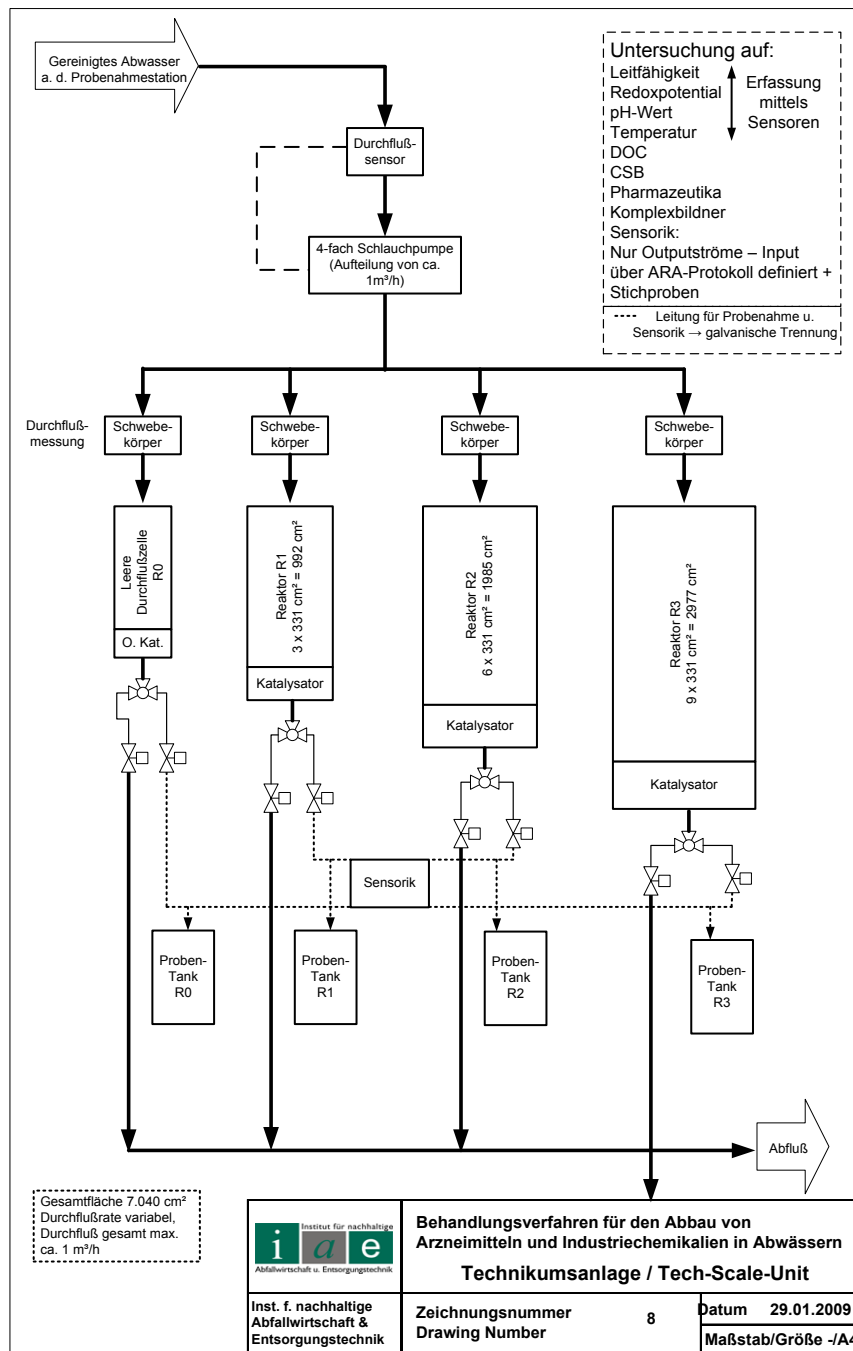 Gereinigtes Abwasser
a. d. Probenahmestation
Untersuchung auf:
Leitfähigkeit
Redoxpotential
pH-Wert
Temperatur
Erfassung
mittels
Sensoren
DOC
CSB
Pharmazeutika
Komplexbildner
Sensorik:
Nur Outputströme – Input
über ARA-Protokoll definiert +
Stichproben
Leitung für Probenahme u.
Sensorik → galvanische Trennung
Durchfluß-
sensor
4-fach Schlauchpumpe
(Aufteilung von ca.
1m³/h)
Durchfluß-
messung
Schwebe-
körper
Schwebe-
körper
Schwebe-
körper
Schwebe-
körper
Leere
Durchflußzelle
R0
O. Kat.
Reaktor R1
3 x 331 cm² = 992 cm²
Katalysator
Reaktor R2
6 x 331 cm² = 1985 cm²
Katalysator
Reaktor R3
9 x 331 cm² = 2977 cm²
Katalysator
Sensorik
Proben-
Tank
R0
Proben-
Tank
R1
Proben-
Tank
R2
Proben-
Tank
R3
Abfluß
Gesamtfläche 7.040 cm²
Durchflußrate variabel,
Durchfluß gesamt max.
ca. 1 m³/h
Institut für nachhaltige
i a e
Abfallwirtschaft u. Entsorgungstechnik
Behandlungsverfahren für den Abbau von
Arzneimitteln und Industriechemikalien in Abwässern
Technikumsanlage / Tech-Scale-Unit
Inst. f. nachhaltige
Abfallwirtschaft &
Entsorgungstechnik
Zeichnungsnummer
Drawing Number
8
Datum 29.01.2009
Maßstab/Größe -/A4